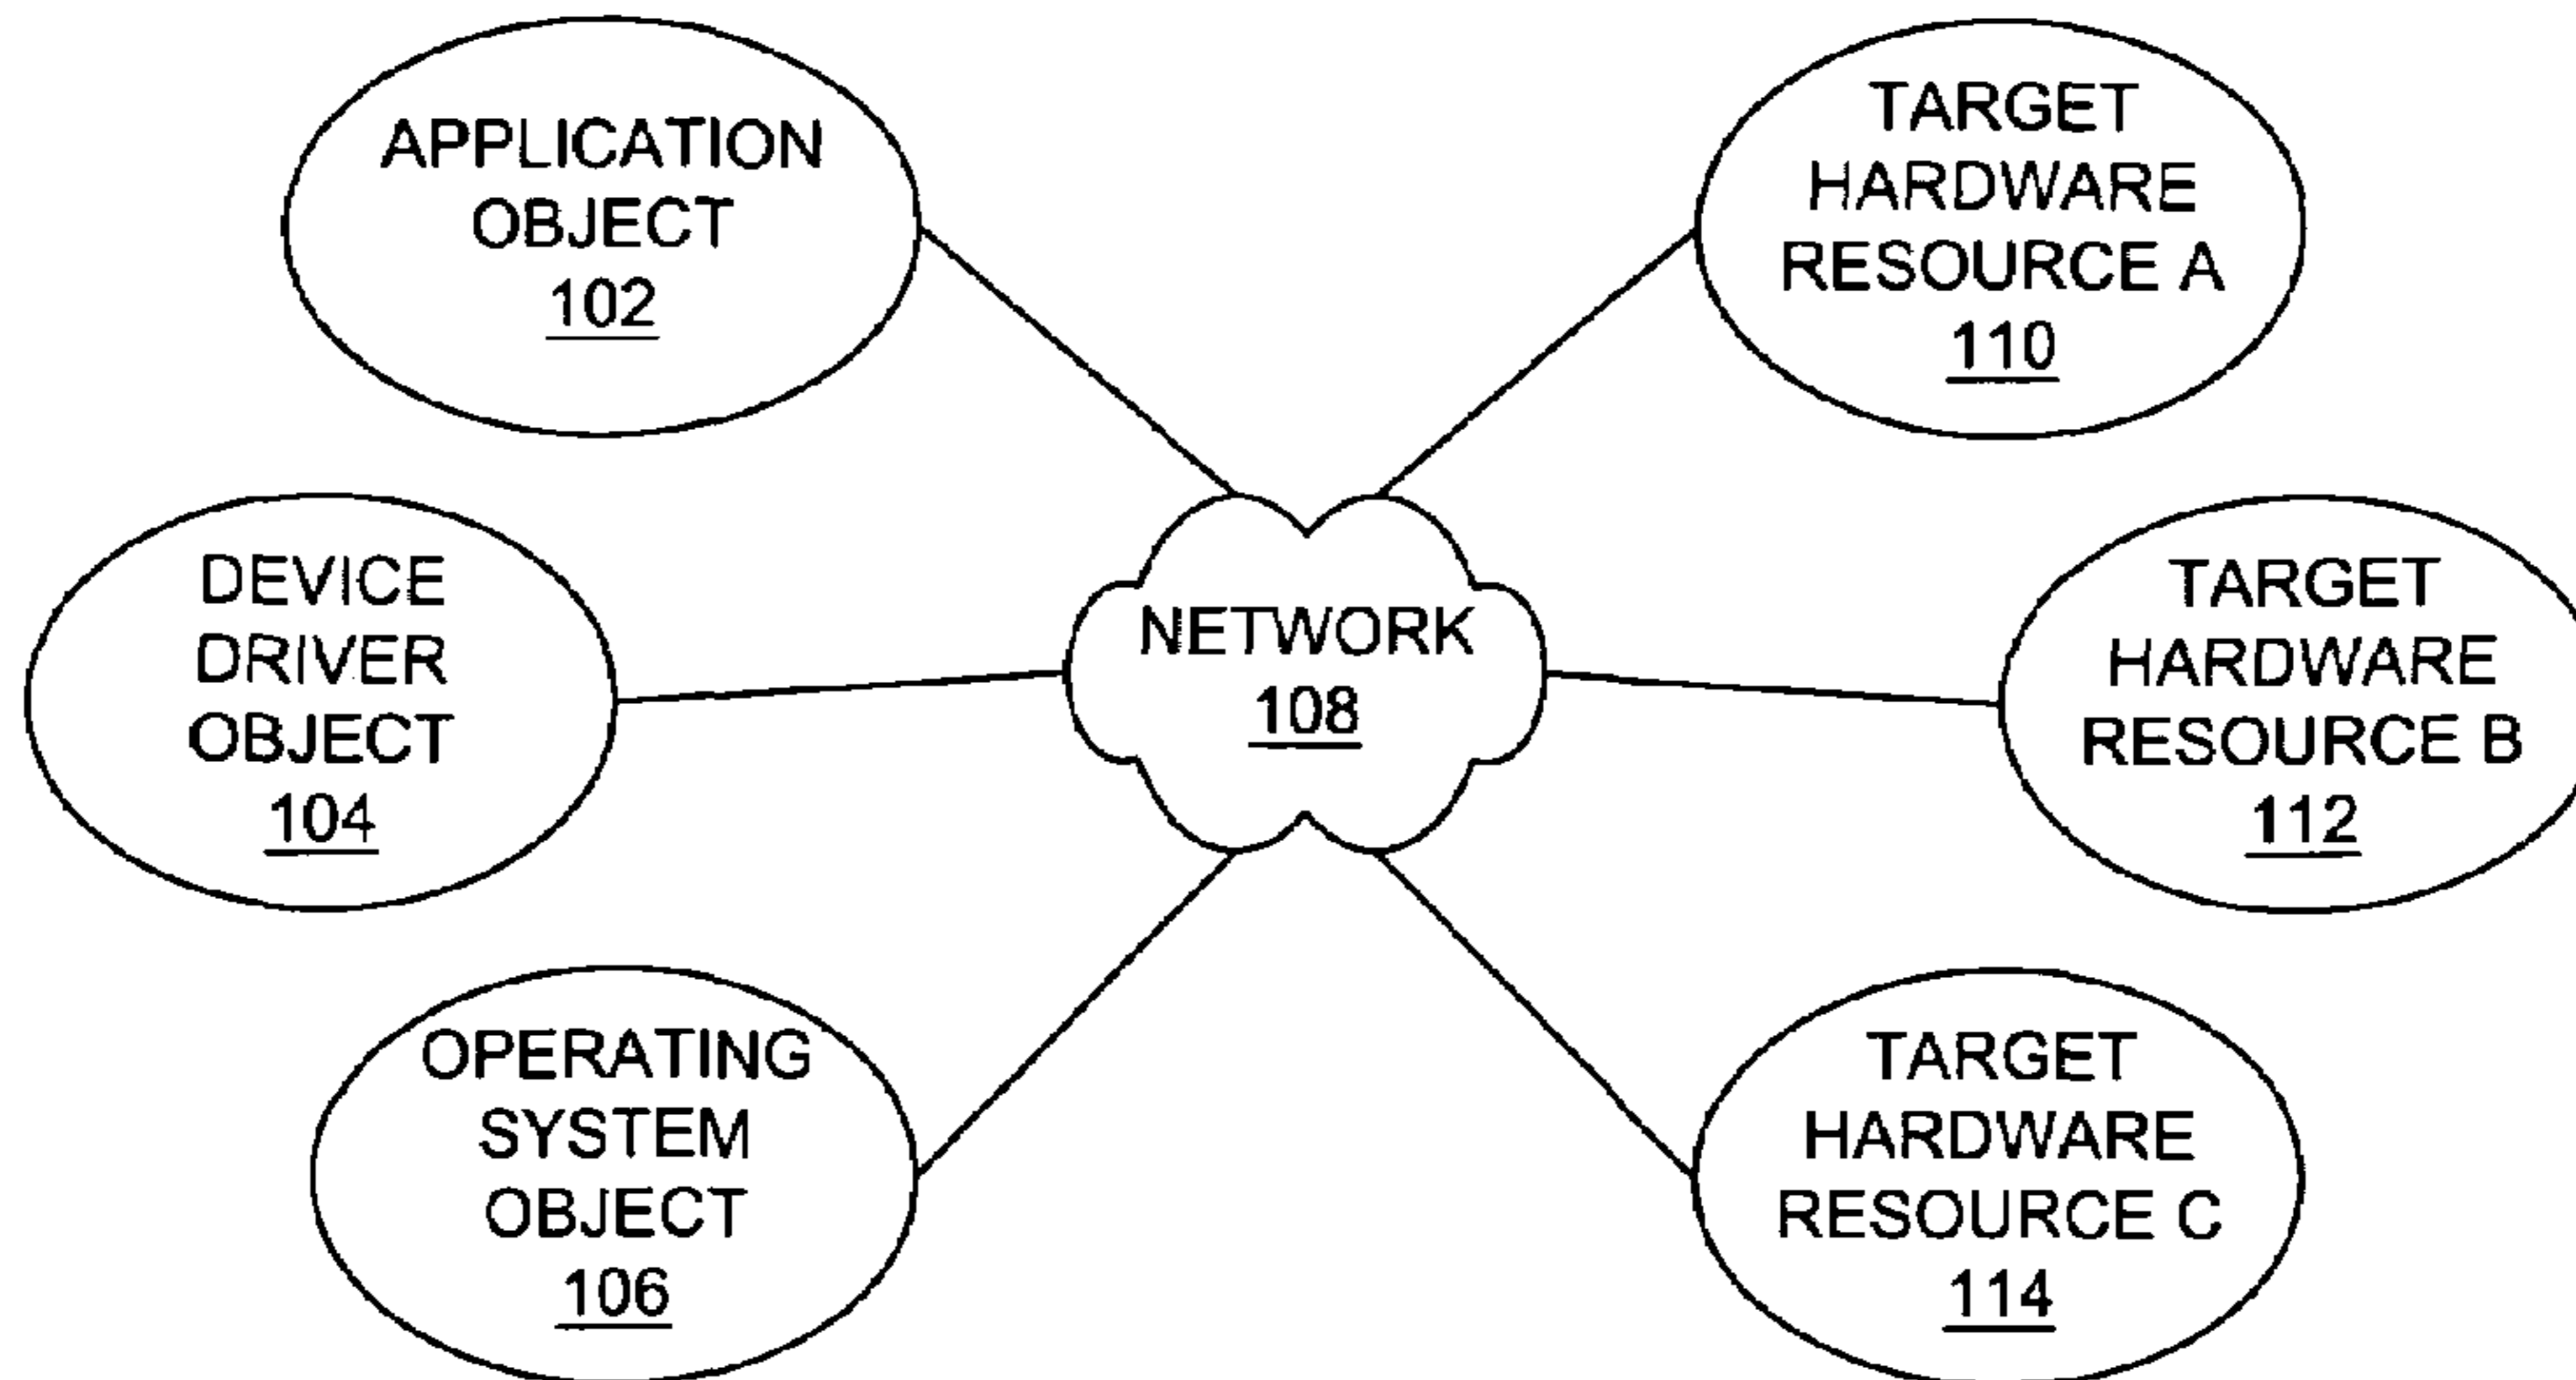 APPLICATION
OBJECT
102
TARGET
HARDWARE
RESOURCE A
110
DEVICE
DRIVER
OBJECT
104
NETWORK
108
TARGET
HARDWARE
RESOURCE B
112
OPERATING
SYSTEM
OBJECT
106
TARGET
HARDWARE
RESOURCE C
114